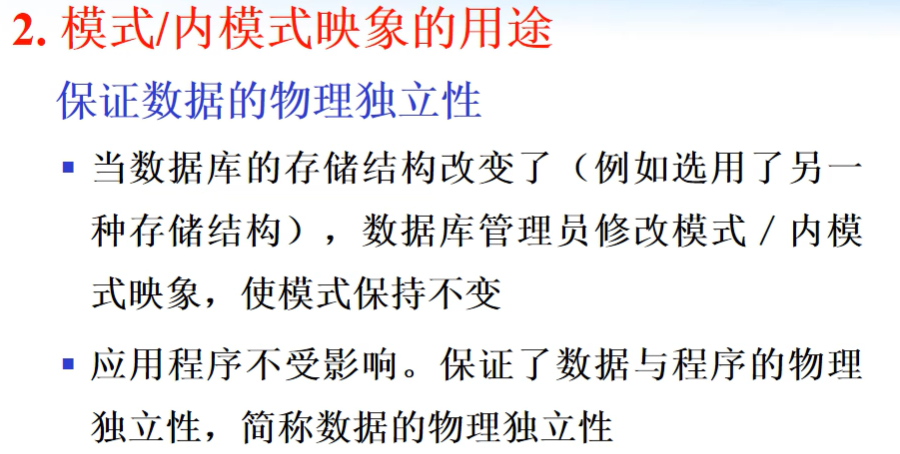 2. 模式/内模式映象的用途
保证数据的物理独立性
▪ 当数据库的存储结构改变了（例如选用了另一
种存储结构），数据库管理员修改模式／内模
式映象，使模式保持不变
▪ 应用程序不受影响。保证了数据与程序的物理
独立性，简称数据的物理独立性